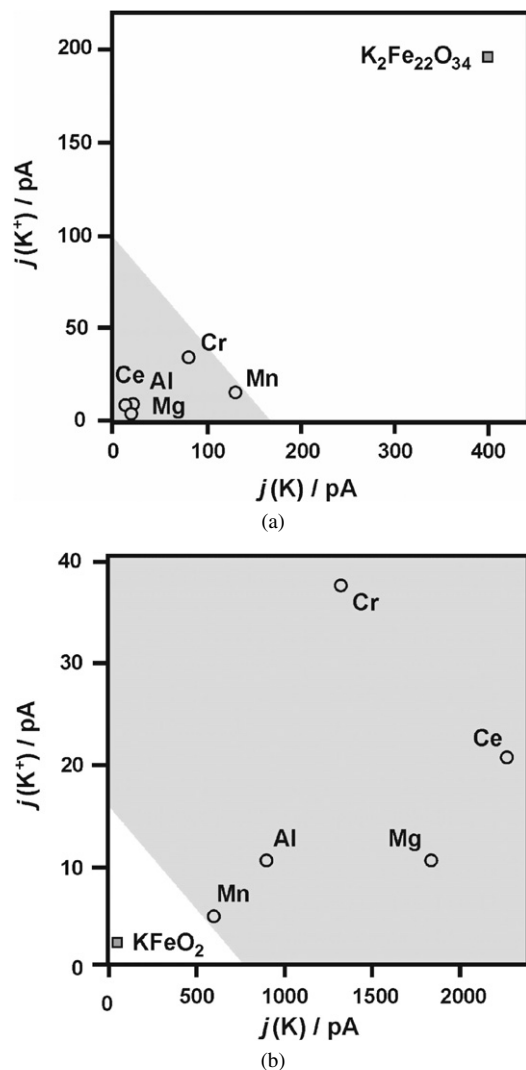 200
K₂Fe₂₂O₃₄
150
j(K⁺) / pA
100
50
Cr
Ce Al
Mn
Mg
0
0 100 200 300 400
j(K) / pA
(a)
40
Cr
30
j(K⁺) / pA
Ce
20
Al Mg
10
Mn
KFeO₂
0
0 500 1000 1500 2000
j(K) / pA
(b)